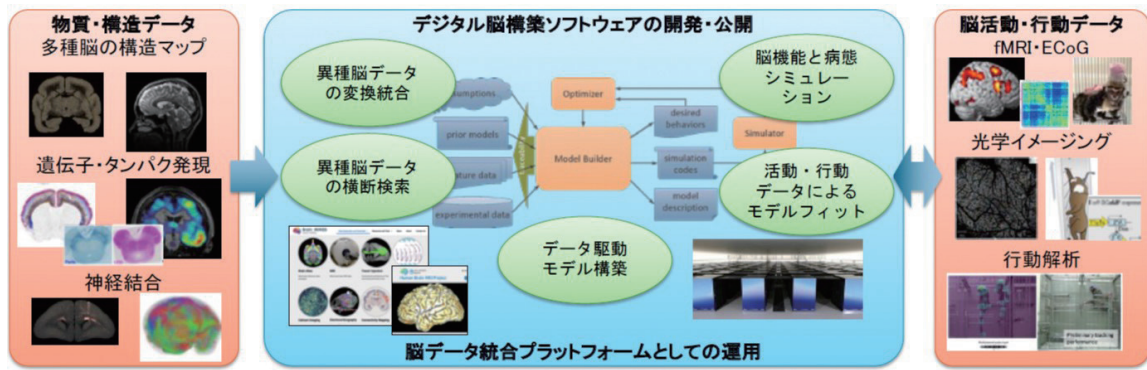 物質・構造データ
多種脳の構造マップ
遺伝子・タンパク発現
神経結合
デジタル脳構築ソフトウェアの開発・公開
異種脳データ
の変換統合
異種脳データ
の横断検索
データ駆動
モデル構築
脳機能と病態
シミュレー
ション
活動・行動
データによる
モデルフィット
prior models
experimental data
Optimizer
Model Builder
desired
behaviors
Simulator
simulation
codes
model
description
脳データ統合プラットフォームとしての運用
脳活動・行動データ
fMRI・ECoG
光学イメージング
行動解析